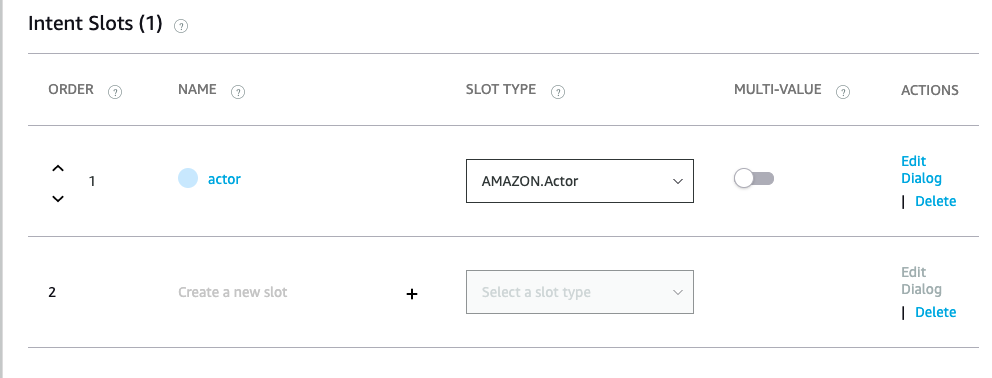 Intent Slots (1) ?
ORDER ? NAME ? SLOT TYPE ? MULTI-VALUE ? ACTIONS
1 actor AMAZON.Actor Edit
Dialog
| Delete
2 Create a new slot + Select a slot type Edit
Dialog
| Delete